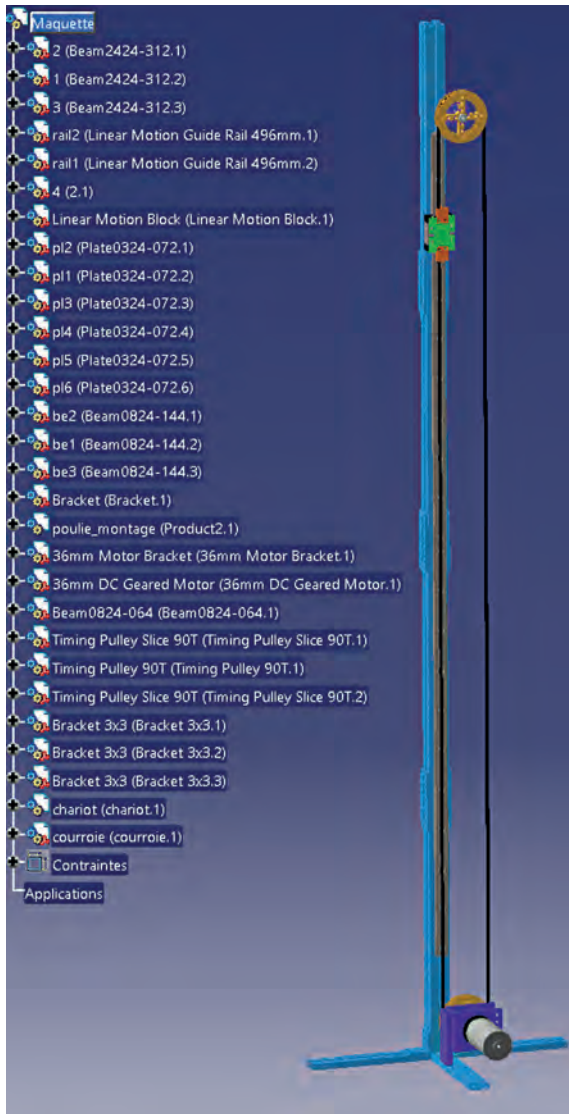 Maquette
2 (Beam2424-312.1)
1 (Beam2424-312.2)
3 (Beam2424-312.3)
rail2 (Linear Motion Guide Rail 496mm.1)
rail1 (Linear Motion Guide Rail 496mm.2)
4 (2.1)
Linear Motion Block (Linear Motion Block.1)
pl2 (Plate0324-072.1)
pl1 (Plate0324-072.2)
pl3 (Plate0324-072.3)
pl4 (Plate0324-072.4)
pl5 (Plate0324-072.5)
pl6 (Plate0324-072.6)
be2 (Beam0824-144.1)
be1 (Beam0824-144.2)
be3 (Beam0824-144.3)
Bracket (Bracket.1)
poulie_montage (Product2.1)
36mm Motor Bracket (36mm Motor Bracket.1)
36mm DC Geared Motor (36mm DC Geared Motor.1)
Beam0824-064 (Beam0824-064.1)
Timing Pulley Slice 90T (Timing Pulley Slice 90T.1)
Timing Pulley 90T (Timing Pulley 90T.1)
Timing Pulley Slice 90T (Timing Pulley Slice 90T.2)
Bracket 3x3 (Bracket 3x3.1)
Bracket 3x3 (Bracket 3x3.2)
Bracket 3x3 (Bracket 3x3.3)
chariot (chariot.1)
courroie (courroie.1)
Contraintes
Applications